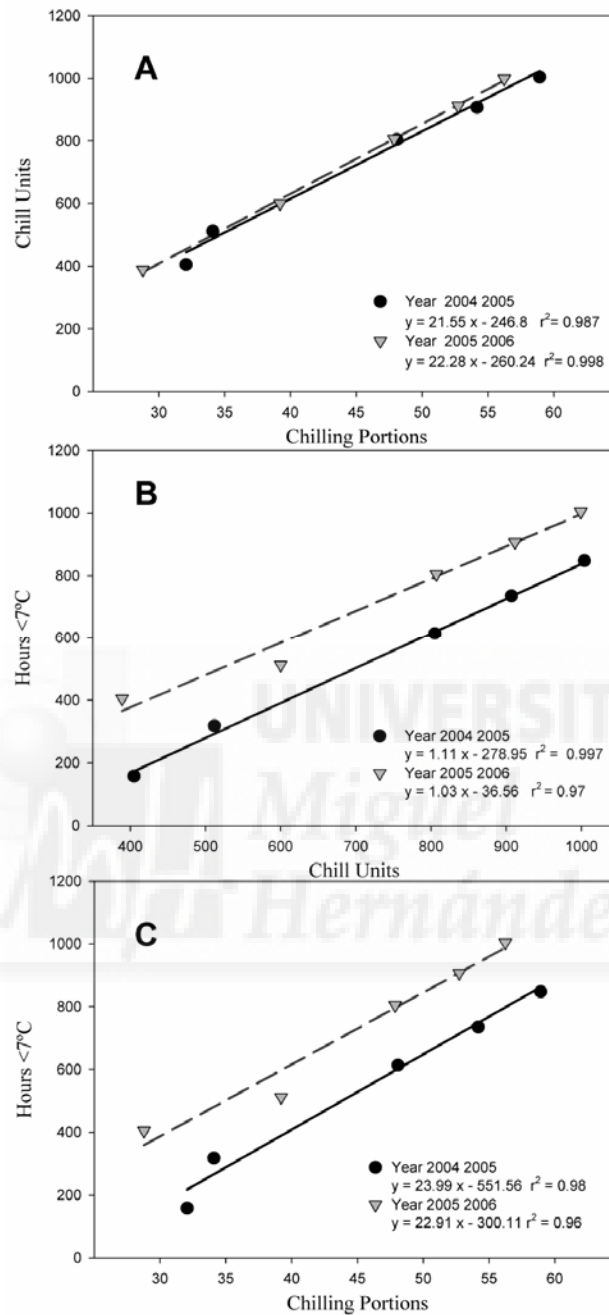 1200
1000
800
600
400
200
0
Chill Units
A
Year 2004 2005
y = 21.55 x - 246.8 r² = 0.987
Year 2005 2006
y = 22.28 x - 260.24 r² = 0.998
30 35 40 45 50 55 60
Chilling Portions
1200
1000
800
600
400
200
0
Hours <7ºC
B
UNIVERSIT
Year 2004 2005
y = 1.11 x - 278.95 r² = 0.997
Year 2005 2006
y = 1.03 x - 36.56 r² = 0.97
Miguel
400 500 600 700 800 900 1000
Chill Units
Hernánde
1200
1000
800
600
400
200
0
Hours <7ºC
C
Year 2004 2005
y = 23.99 x - 551.56 r² = 0.98
Year 2005 2006
y = 22.91 x - 300.11 r² = 0.96
30 35 40 45 50 55 60
Chilling Portions